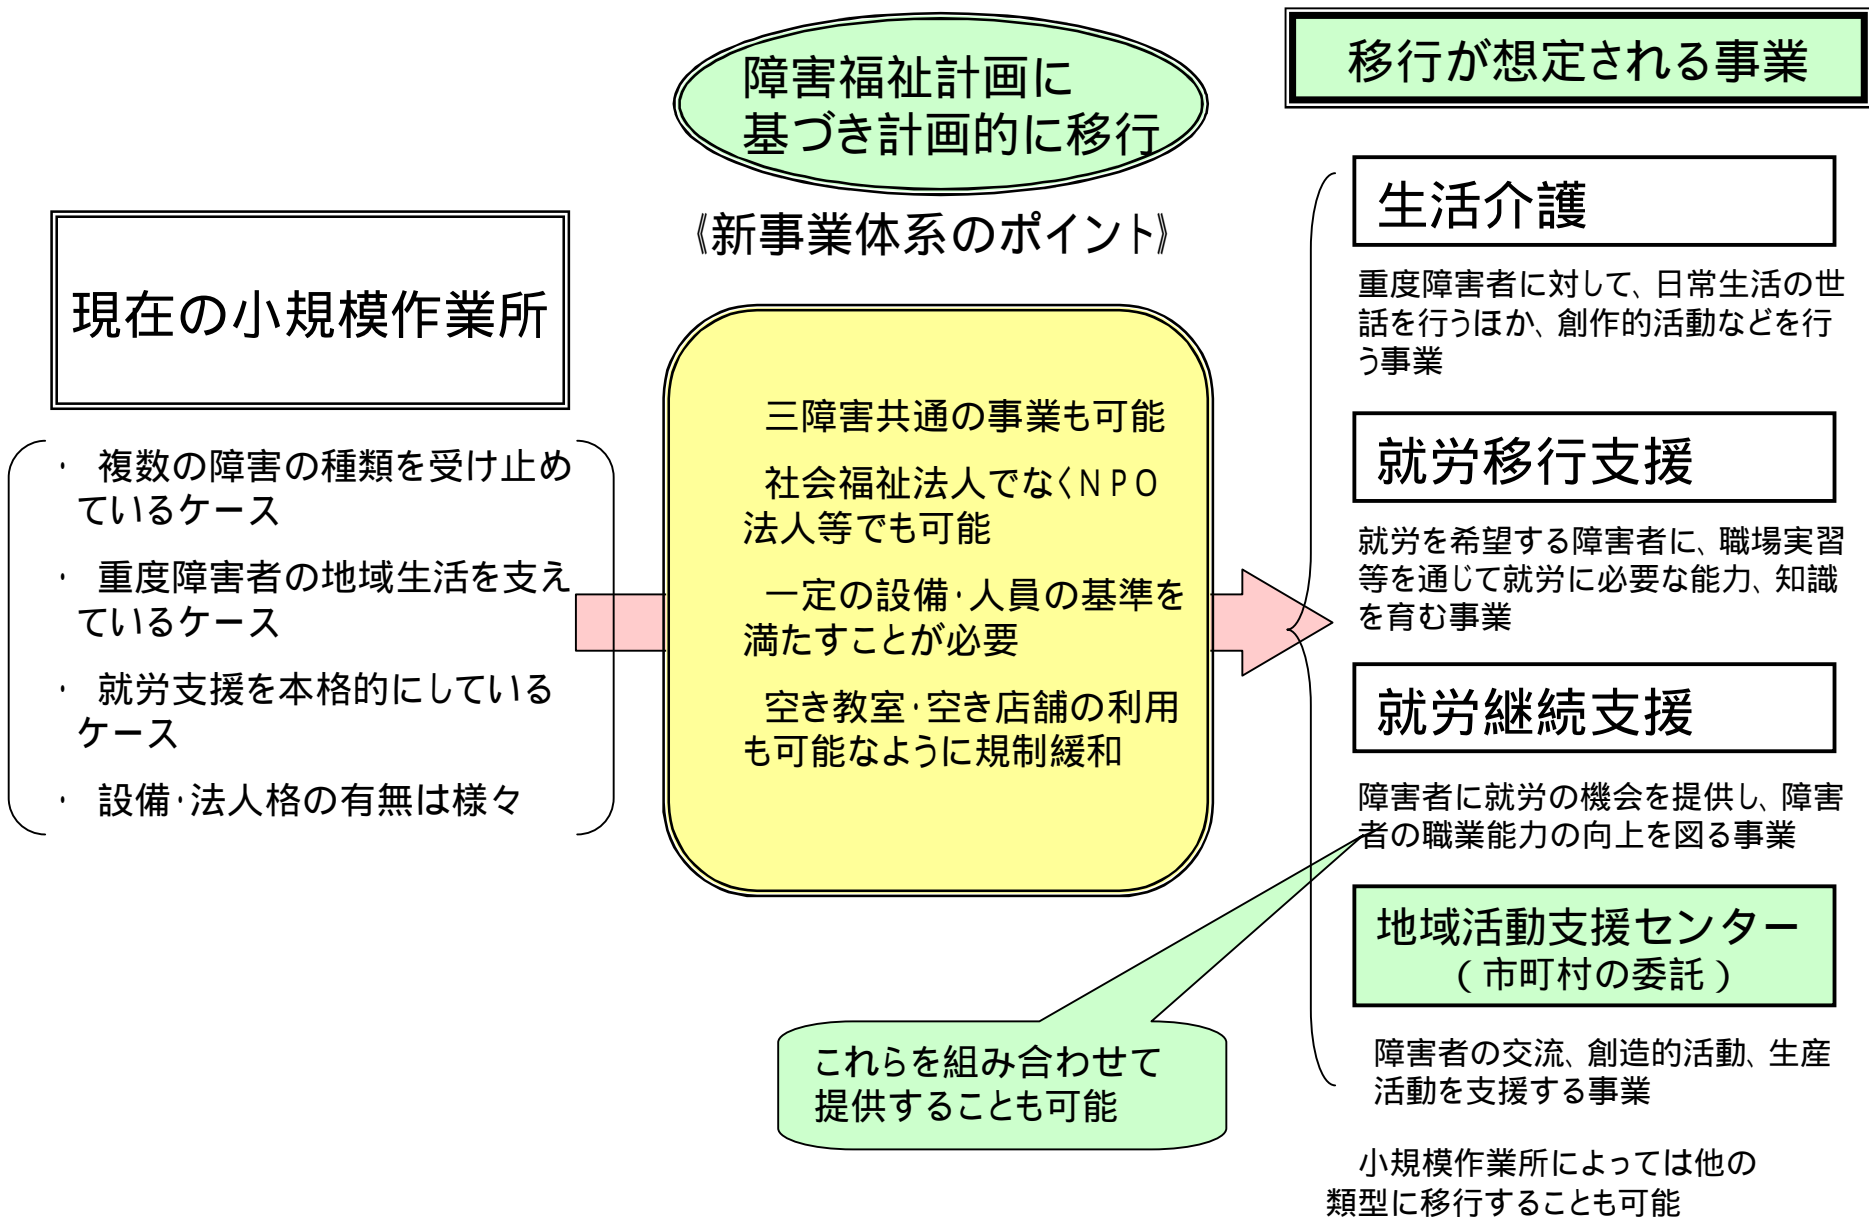 障害福祉計画に
基づき計画的に移行
《新事業体系のポイント》
現在の小規模作業所
・ 複数の障害の種類を受け止め
ているケース
・ 重度障害者の地域生活を支え
ているケース
・ 就労支援を本格的にしている
ケース
・ 設備・法人格の有無は様々
三障害共通の事業も可能
社会福祉法人でなくNPO
法人等でも可能
一定の設備・人員の基準を
満たすことが必要
空き教室・空き店舗の利用
も可能なように規制緩和
移行が想定される事業
生活介護
重度障害者に対して、日常生活の世
話を行うほか、創作的活動などを行
う事業
就労移行支援
就労を希望する障害者に、職場実習
等を通じて就労に必要な能力、知識
を育む事業
就労継続支援
障害者に就労の機会を提供し、障害
者の職業能力の向上を図る事業
地域活動支援センター
(市町村の委託)
障害者の交流、創造的活動、生産
活動を支援する事業
これらを組み合わせて
提供することも可能
小規模作業所によっては他の
類型に移行することも可能